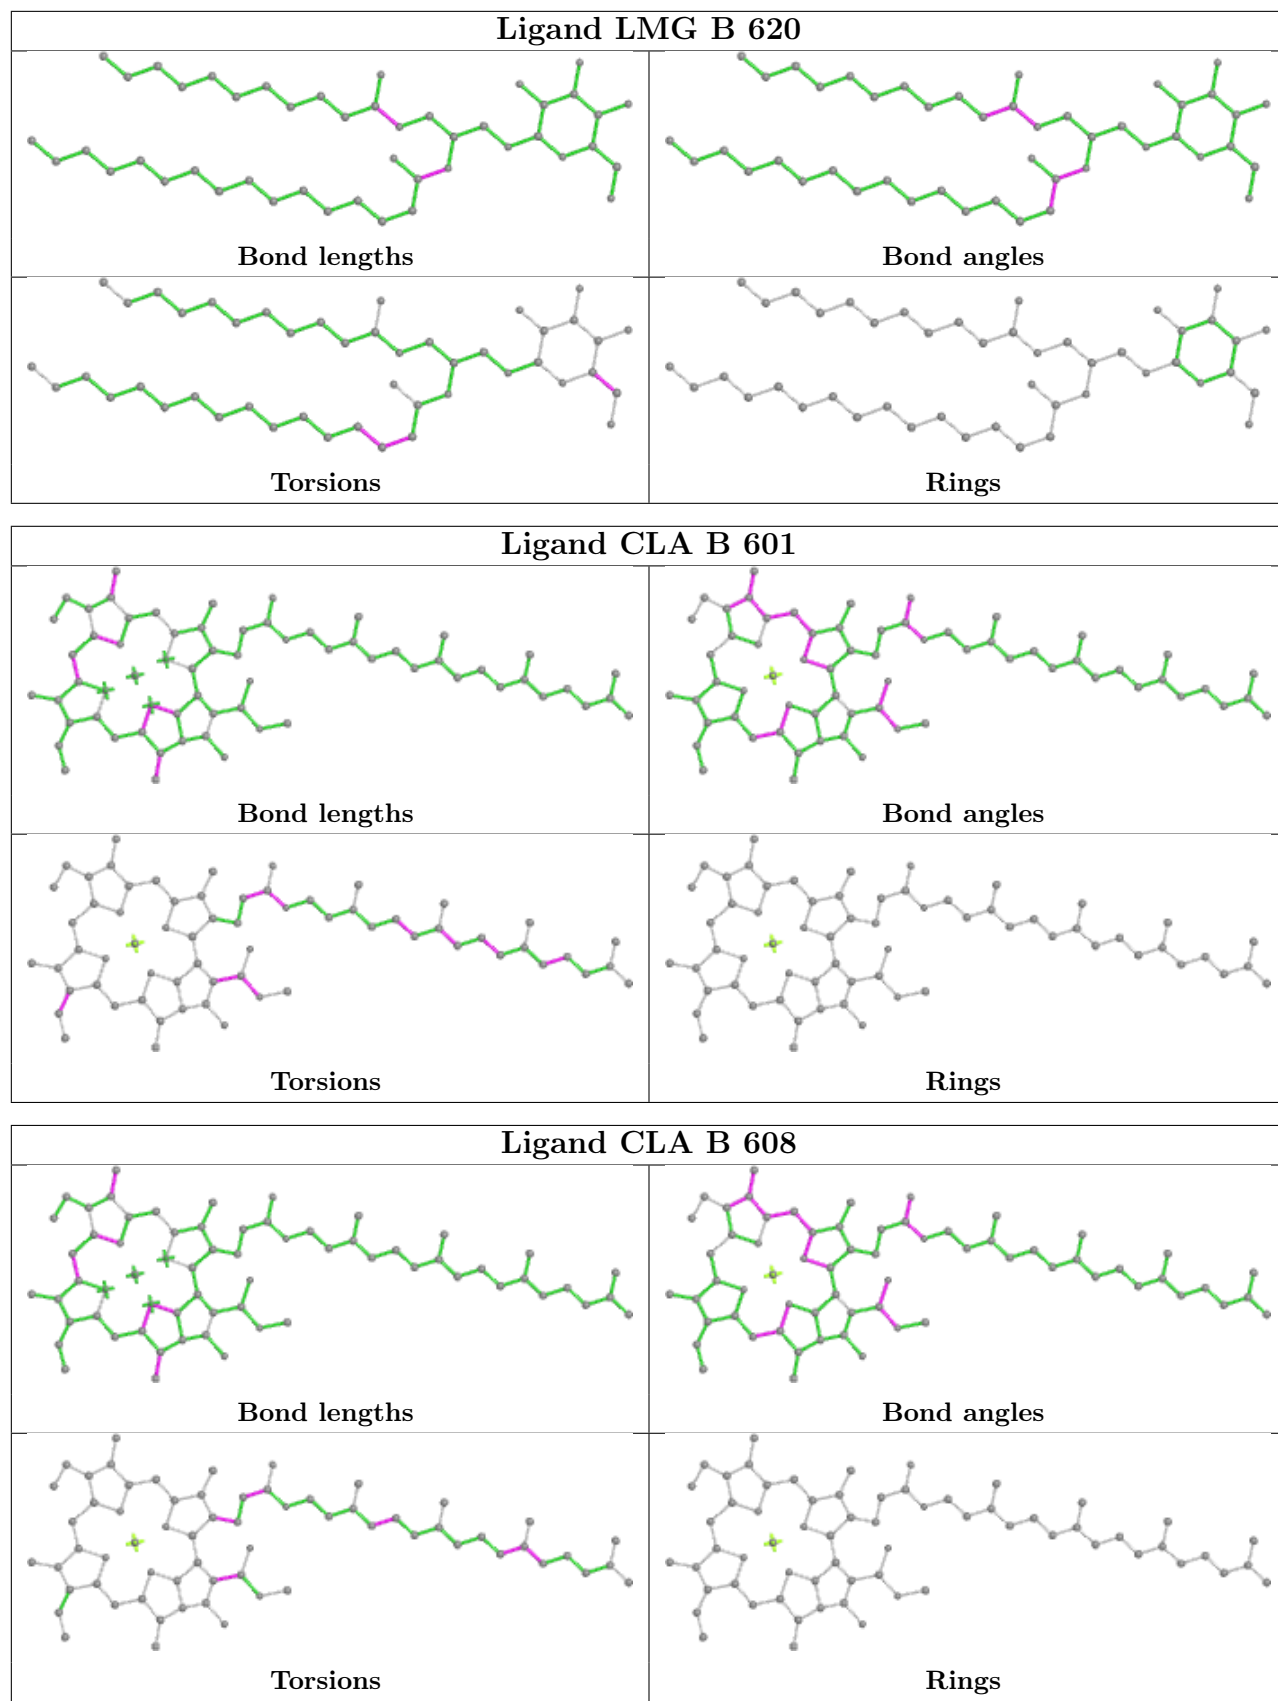 Ligand LMG B 620
Bond lengths
Bond angles
Torsions
Rings
Ligand CLA B 601
Bond lengths
Bond angles
Torsions
Rings
Ligand CLA B 608
Bond lengths
Bond angles
Torsions
Rings